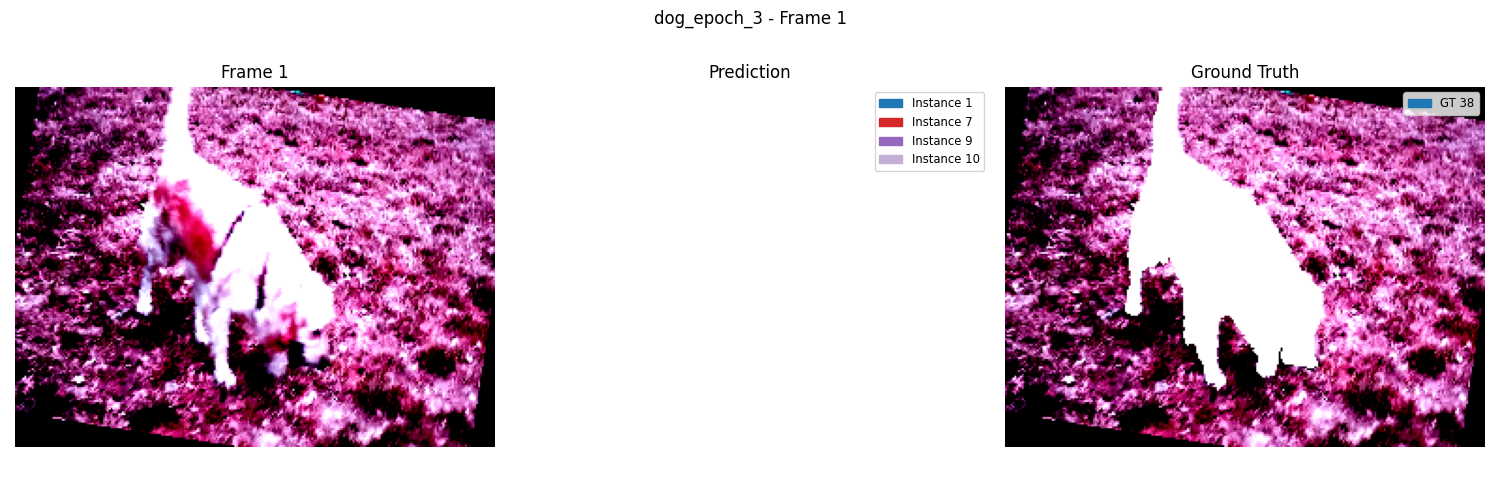 dog_epoch_3 - Frame 1
Frame 1
Prediction
Ground Truth
Instance 1
Instance 7
Instance 9
Instance 10
GT 38